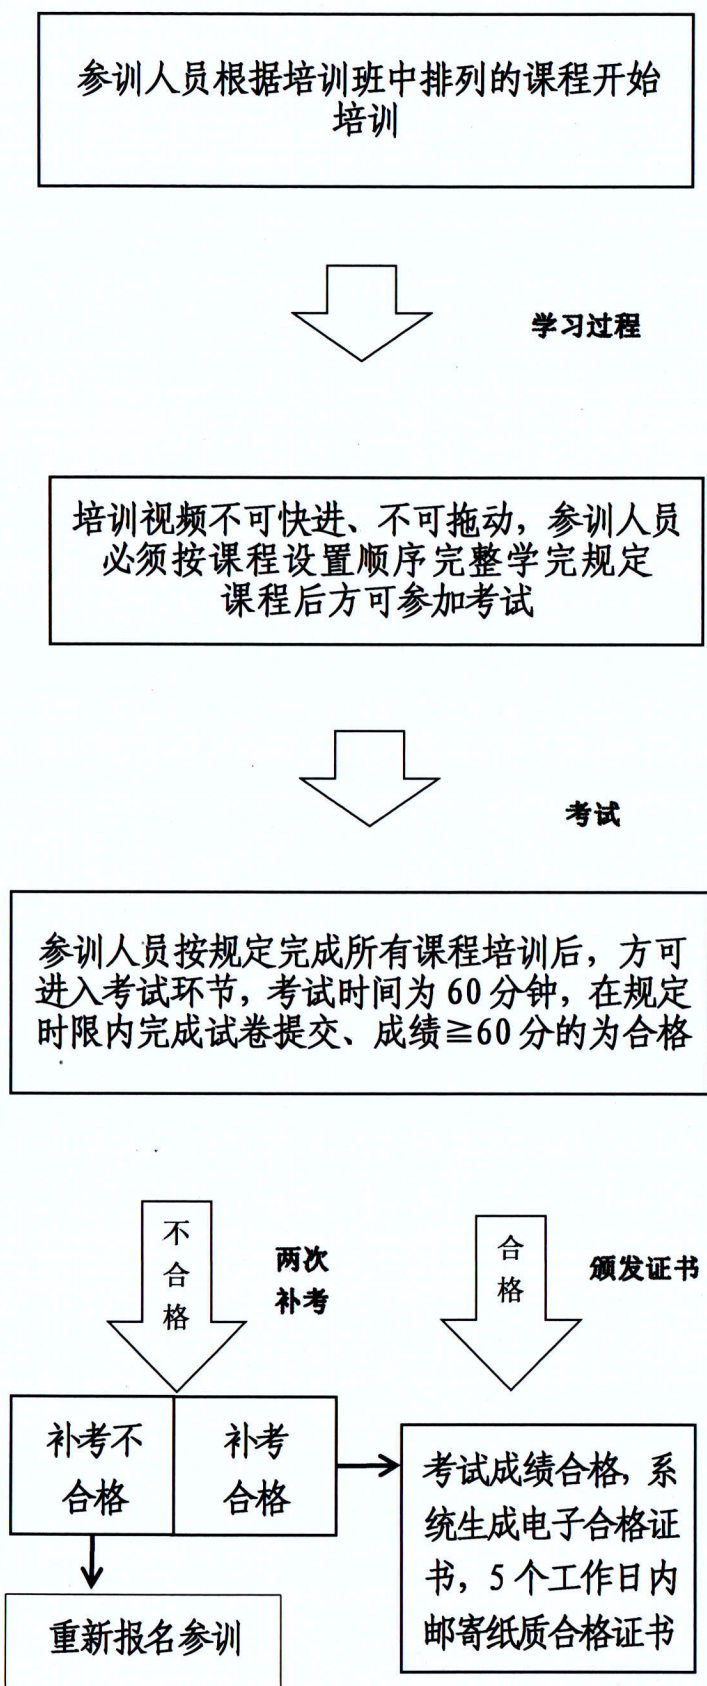 参训人员根据培训班中排列的课程开始
培训
学习过程
培训视频不可快进、不可拖动，参训人员
必须按课程设置顺序完整学完规定
课程后方可参加考试
考试
参训人员按规定完成所有课程培训后，方可
进入考试环节，考试时间为 60 分钟，在规定
时限内完成试卷提交、成绩≧60 分的为合格
不
合
格
两次
补考
合
格
颁发证书
补考不
合格
补考
合格
考试成绩合格，系
统生成电子合格证
书，5 个工作日内
邮寄纸质合格证书
重新报名参训